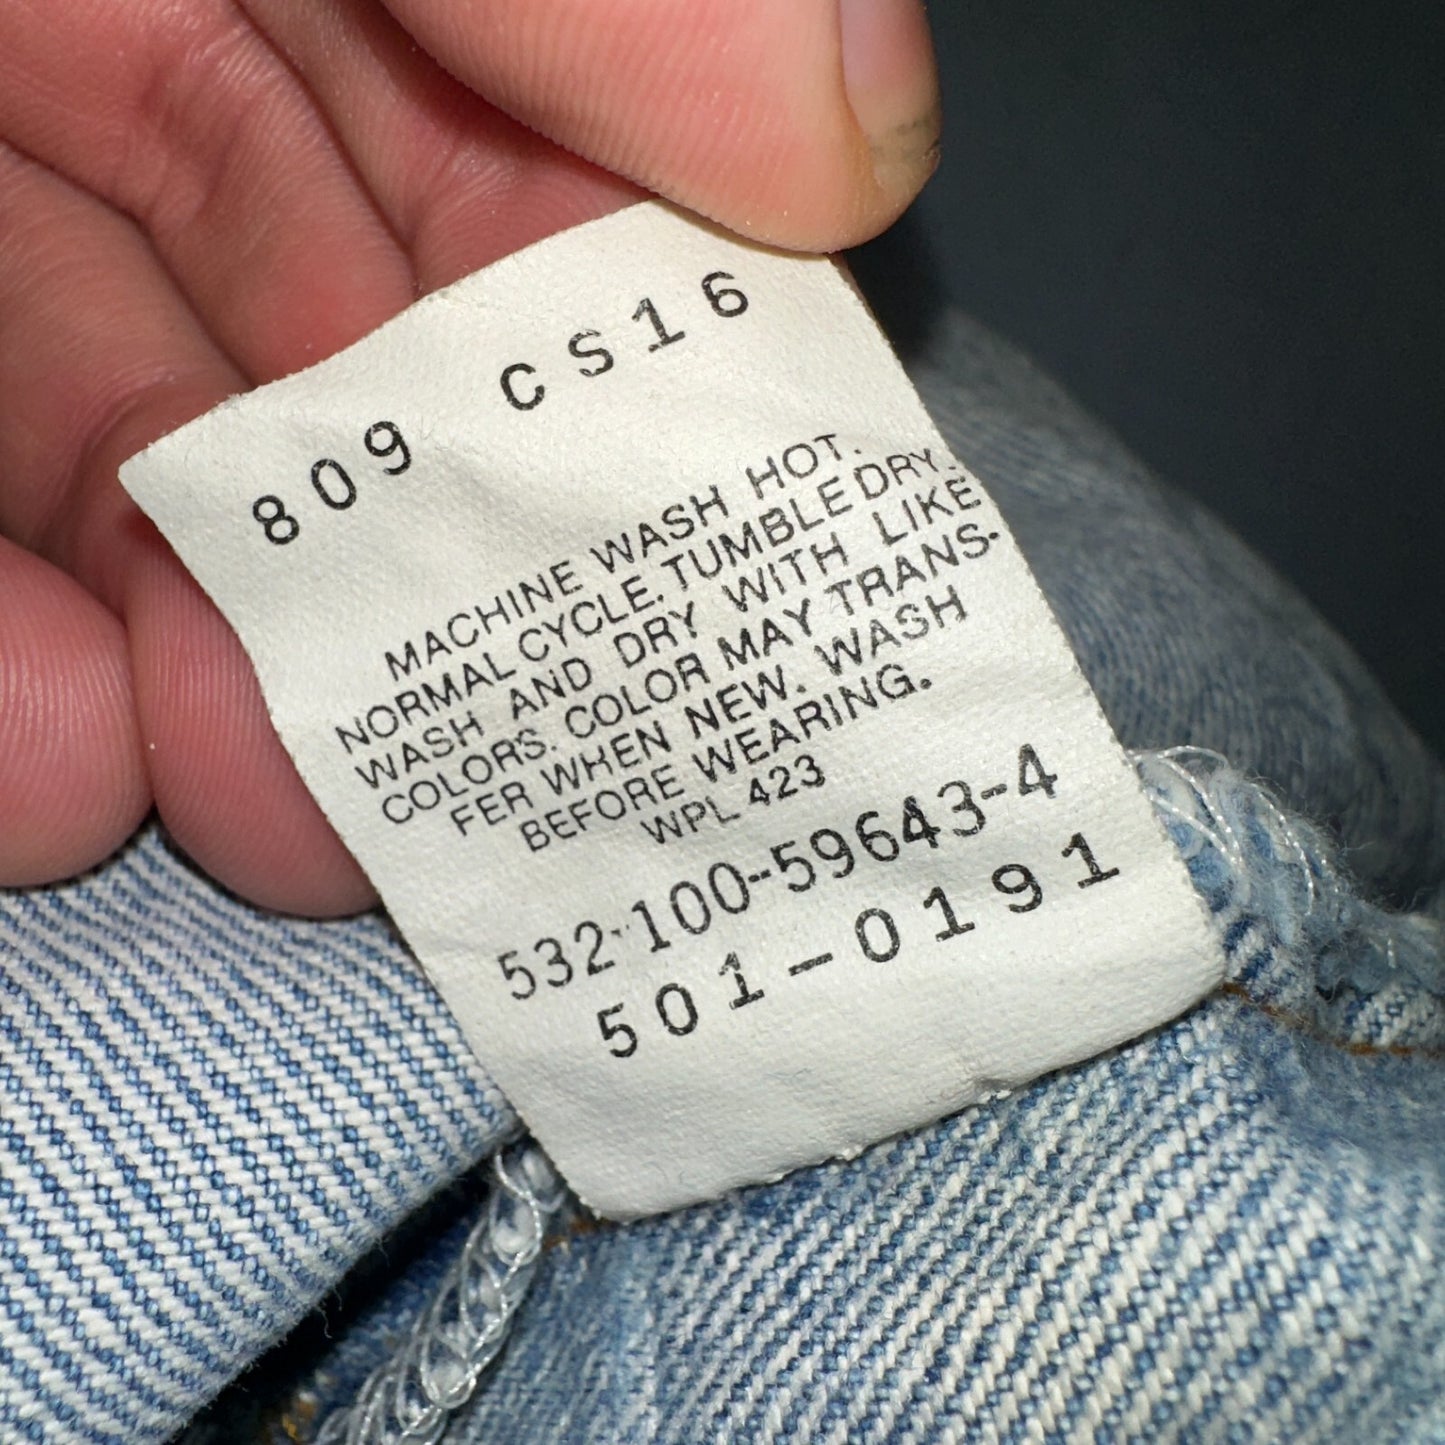 809 CS16
MACHINE WASH HOT.
NORMAL CYCLE. TUMBLE DRY.
WASH AND DRY WITH LIKE
COLORS. COLOR MAY TRANS-
FER WHEN NEW. WASH
BEFORE WEARING.
WPL 423
532-100-59643-4
501-0191